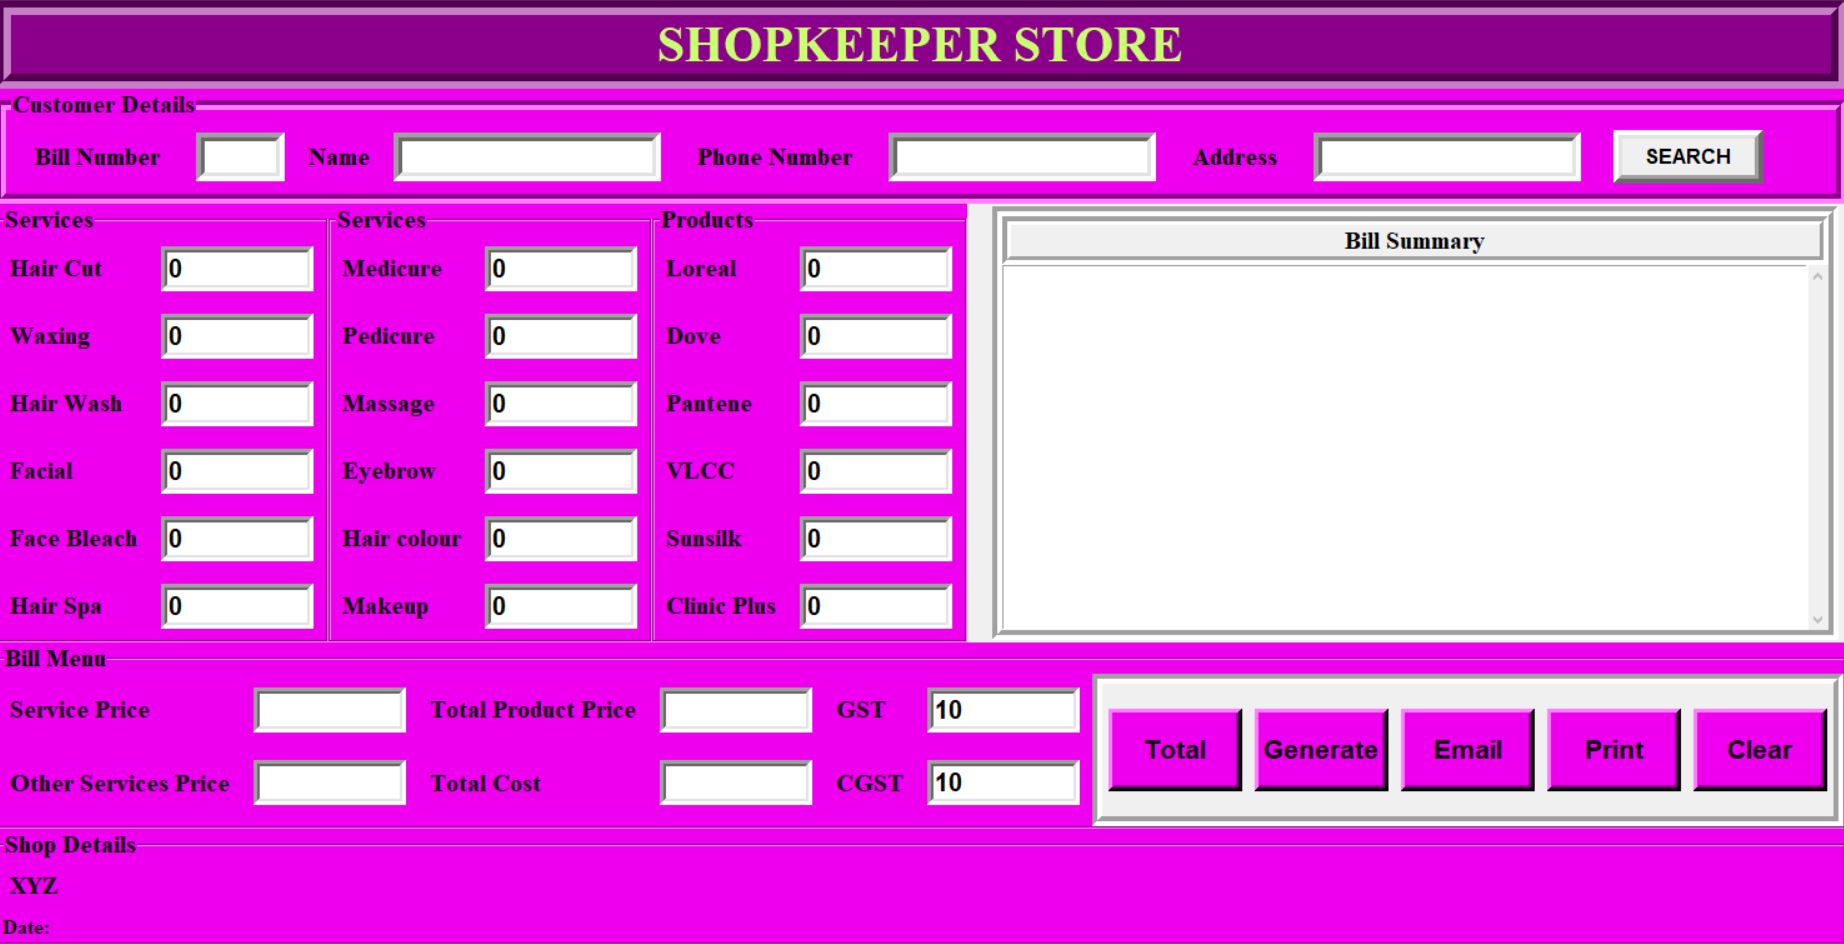 SHOPKEEPER STORE
Customer Details
Bill Number Name Phone Number Address SEARCH
Services Services Products
Bill Summary
Hair Cut 0 Medicure 0 Loreal 0
Waxing 0 Pedicure 0 Dove 0
Hair Wash 0 Massage 0 Pantene 0
Facial 0 Eyebrow 0 VLCC 0
Face Bleach 0 Hair colour 0 Sunsilk 0
Hair Spa 0 Makeup 0 Clinic Plus 0
Bill Menu
Service Price Total Product Price GST 10
Total Generate Email Print Clear
Other Services Price Total Cost CGST 10
Shop Details
XYZ
Date: